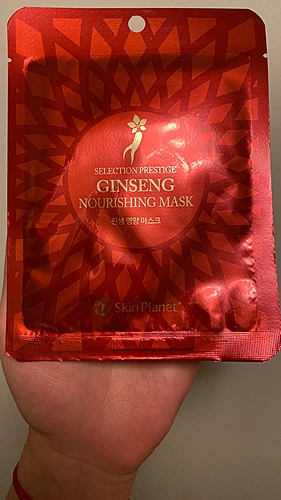 SELECTION PRESTIGE
GINSENG
NOURISHING MASK
진생 영양 마스크
Skin Planet